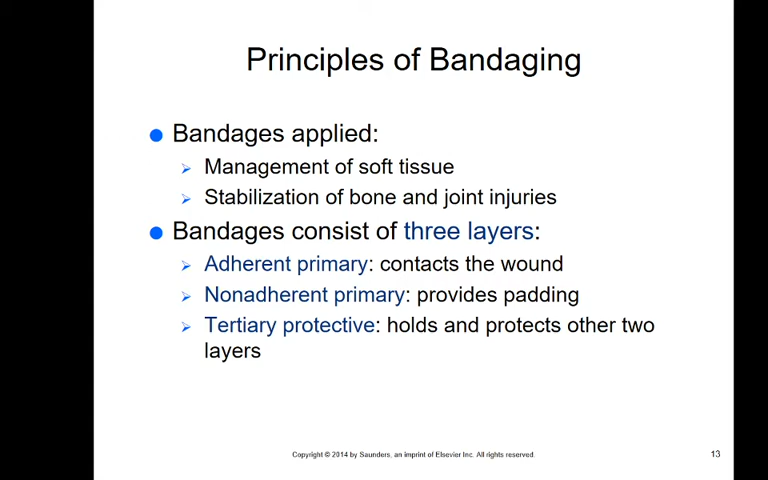 Principles of Bandaging
Bandages applied:
Management of soft tissue
Stabilization of bone and joint injuries
Bandages consist of three layers:
Adherent primary: contacts the wound
Nonadherent primary: provides padding
Tertiary protective: holds and protects other two
layers
Copyright © 2014 by Saunders, an imprint of Elsevier Inc. All rights reserved.
13